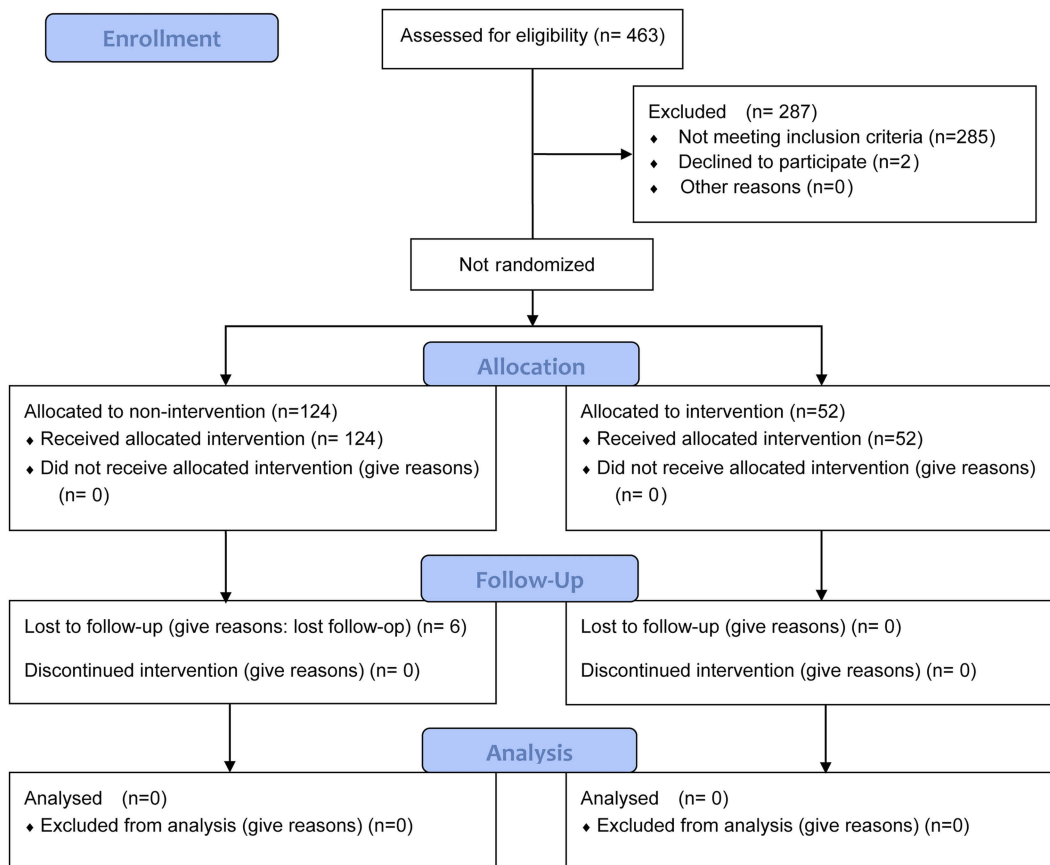 Enrollment
Assessed for eligibility (n= 463)
Excluded (n= 287)
♦ Not meeting inclusion criteria (n=285)
♦ Declined to participate (n=2)
♦ Other reasons (n=0)
Not randomized
Allocation
Allocated to non-intervention (n=124)
♦ Received allocated intervention (n= 124)
♦ Did not receive allocated intervention (give reasons)
(n= 0)
Allocated to intervention (n=52)
♦ Received allocated intervention (n=52)
♦ Did not receive allocated intervention (give reasons)
(n= 0)
Follow-Up
Lost to follow-up (give reasons: lost follow-op) (n= 6)
Discontinued intervention (give reasons) (n= 0)
Lost to follow-up (give reasons) (n= 0)
Discontinued intervention (give reasons) (n= 0)
Analysis
Analysed (n=0)
♦ Excluded from analysis (give reasons) (n=0)
Analysed (n= 0)
♦ Excluded from analysis (give reasons) (n=0)